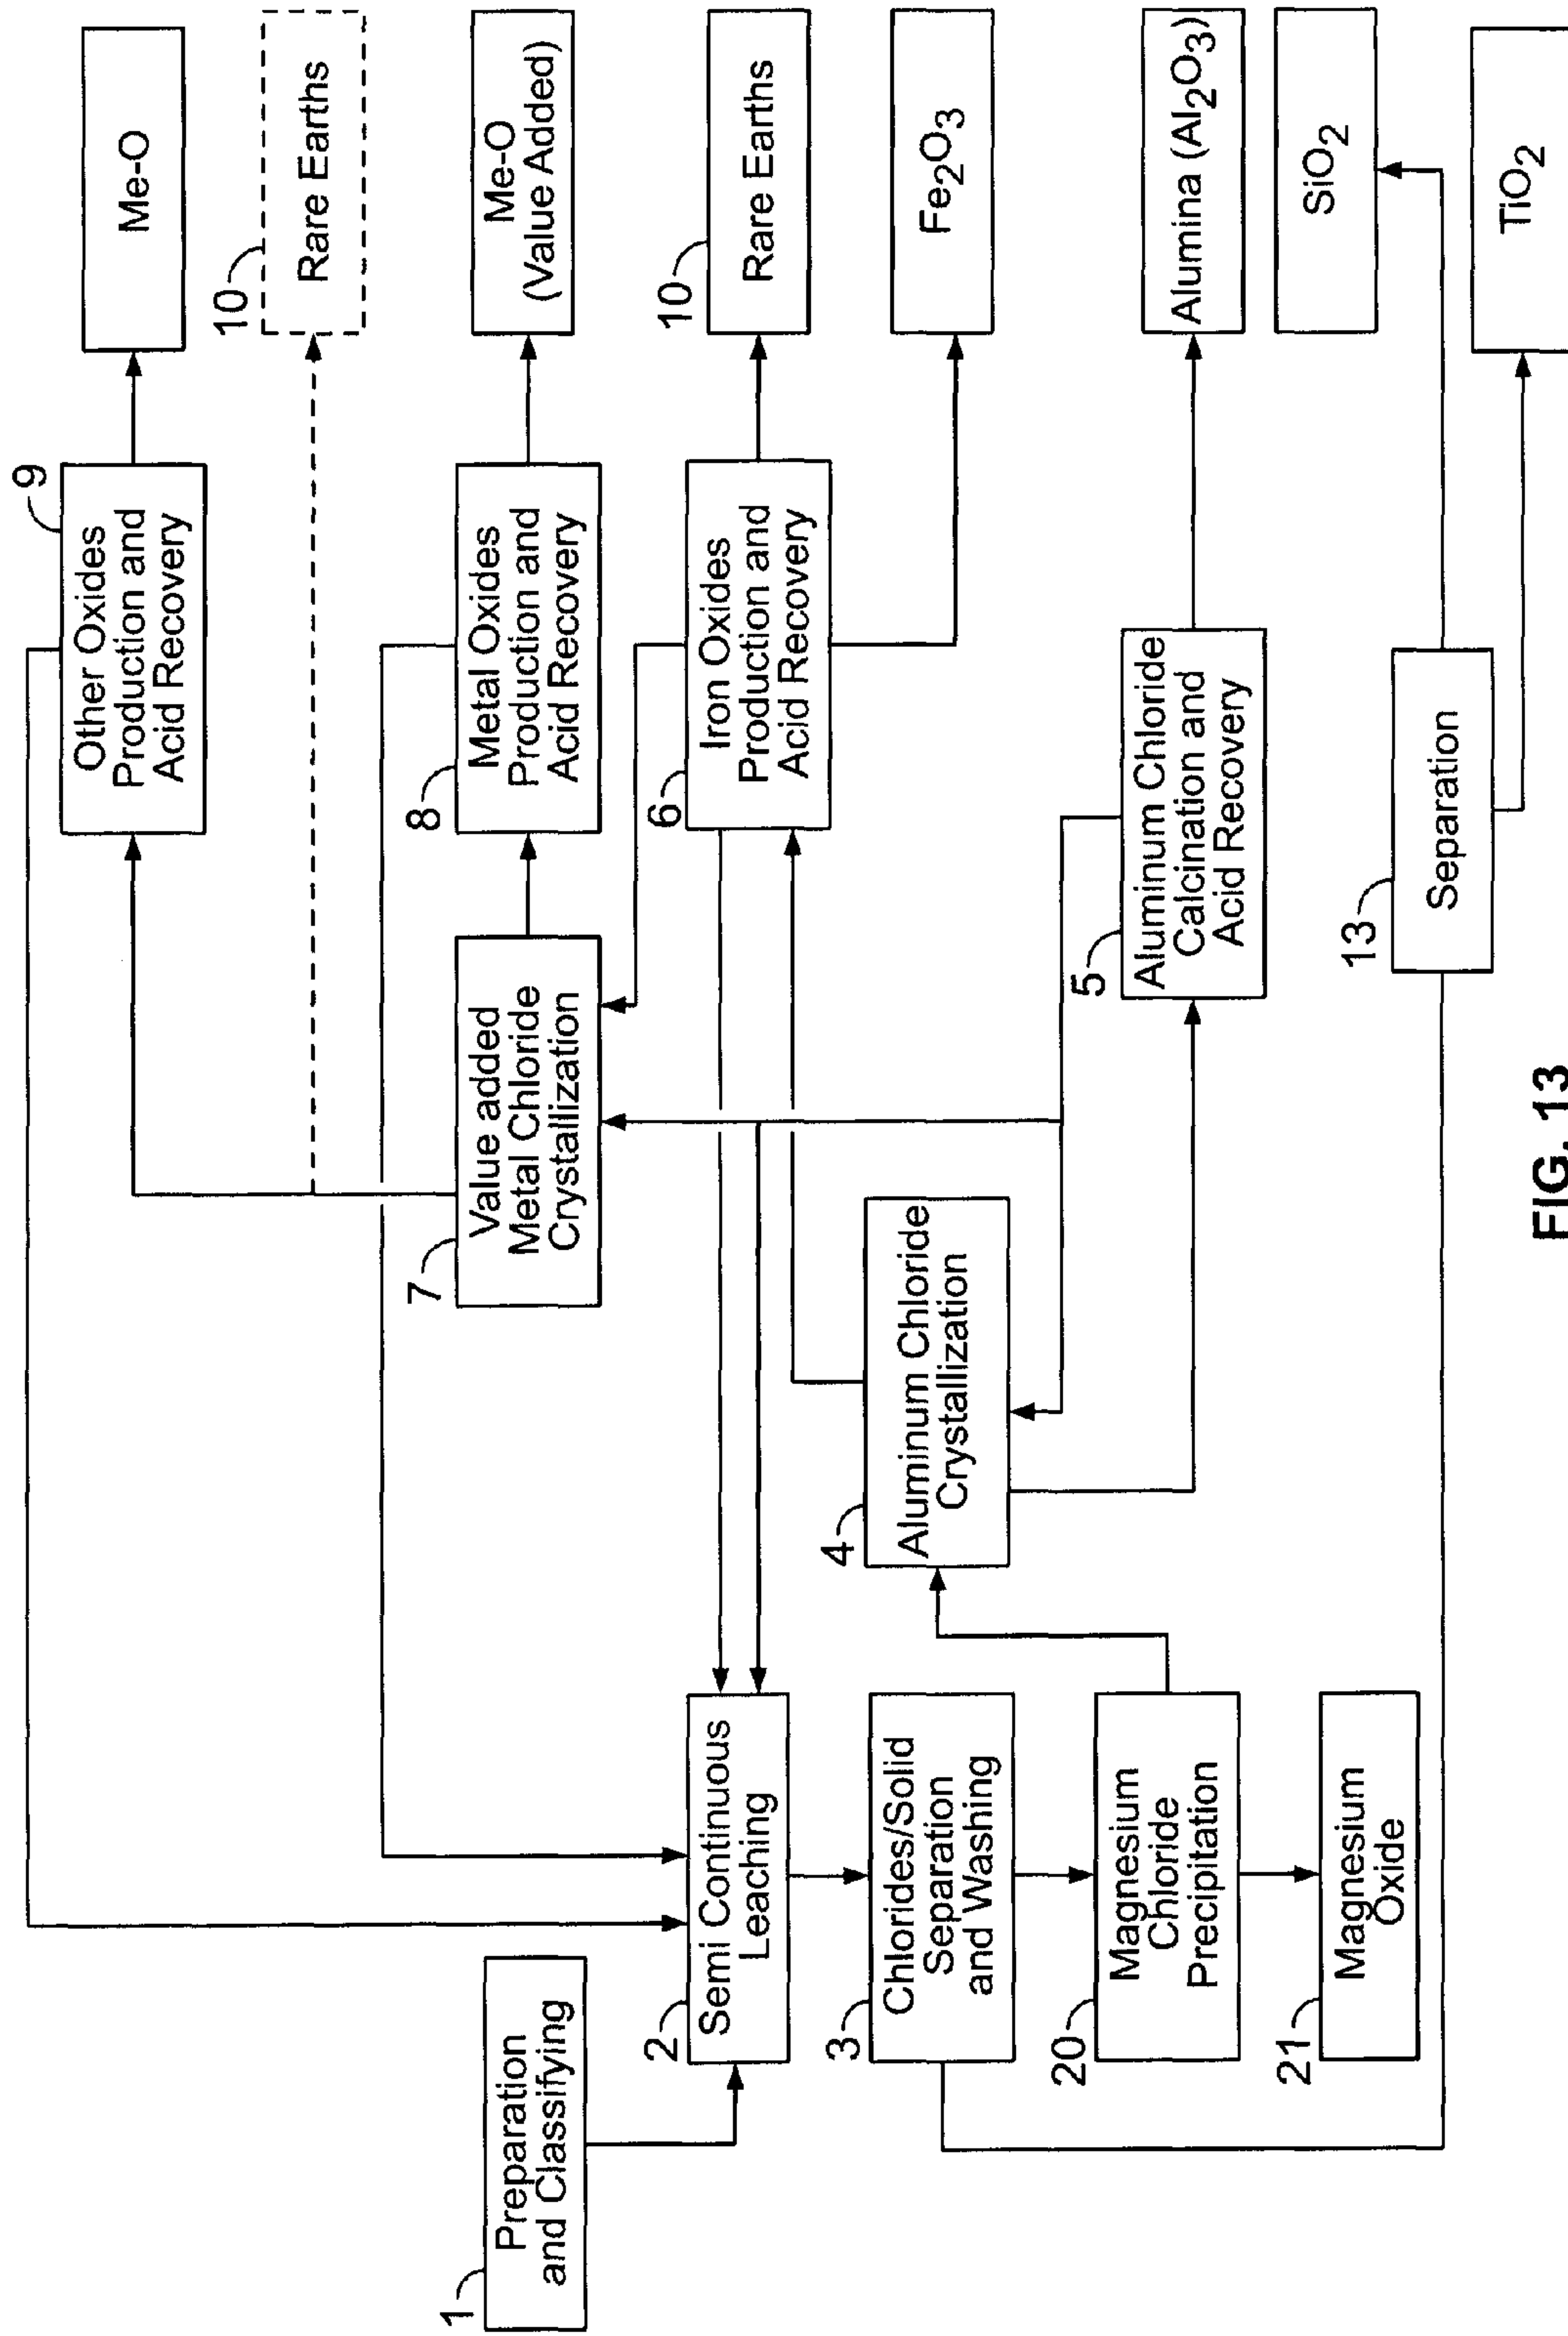 1
Preparation
and Classifying
2
Semi Continuous
Leaching
3
Chlorides/Solid
Separation
and Washing
20
Magnesium
Chloride
Precipitation
21
Magnesium
Oxide
4
Aluminum Chloride
Crystallization
7
Value added
Metal Chloride
Crystallization
9
Other Oxides
Production and
Acid Recovery
8
Metal Oxides
Production and
Acid Recovery
6
Iron Oxides
Production and
Acid Recovery
5
Aluminum Chloride
Calcination and
Acid Recovery
13
Separation
Me-O
10
Rare Earths
Me-O
(Value Added)
10
Rare Earths
Fe2O3
Alumina (Al2O3)
SiO2
TiO2
FIG. 13